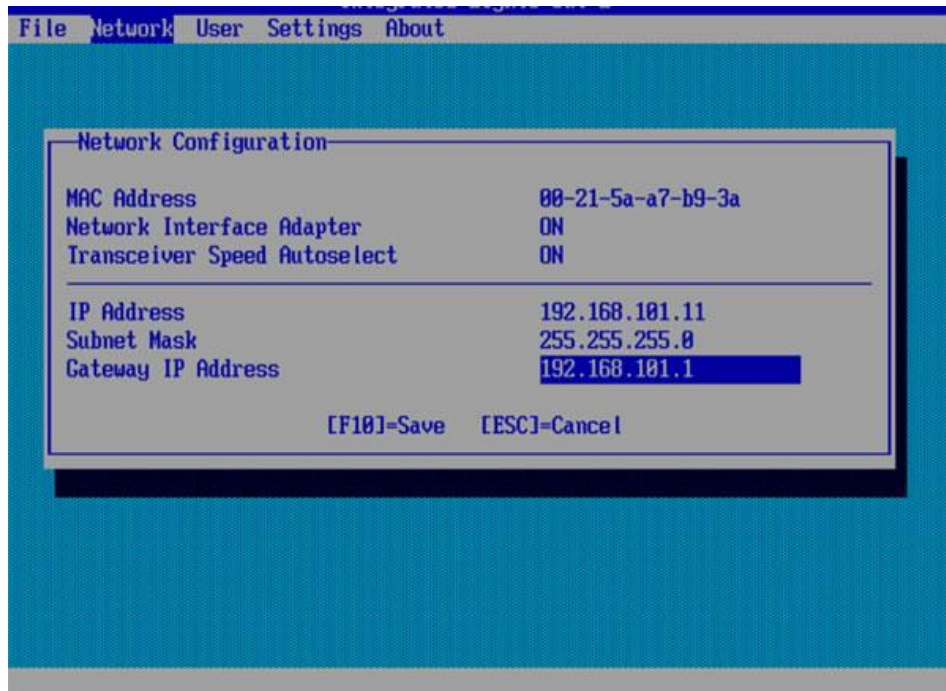 File Network User Settings About
Network Configuration
MAC Address 00-21-5a-a7-b9-3a
Network Interface Adapter ON
Transceiver Speed Autoselect ON
IP Address 192.168.101.11
Subnet Mask 255.255.255.0
Gateway IP Address 192.168.101.1
[F10]=Save [ESC]=Cancel